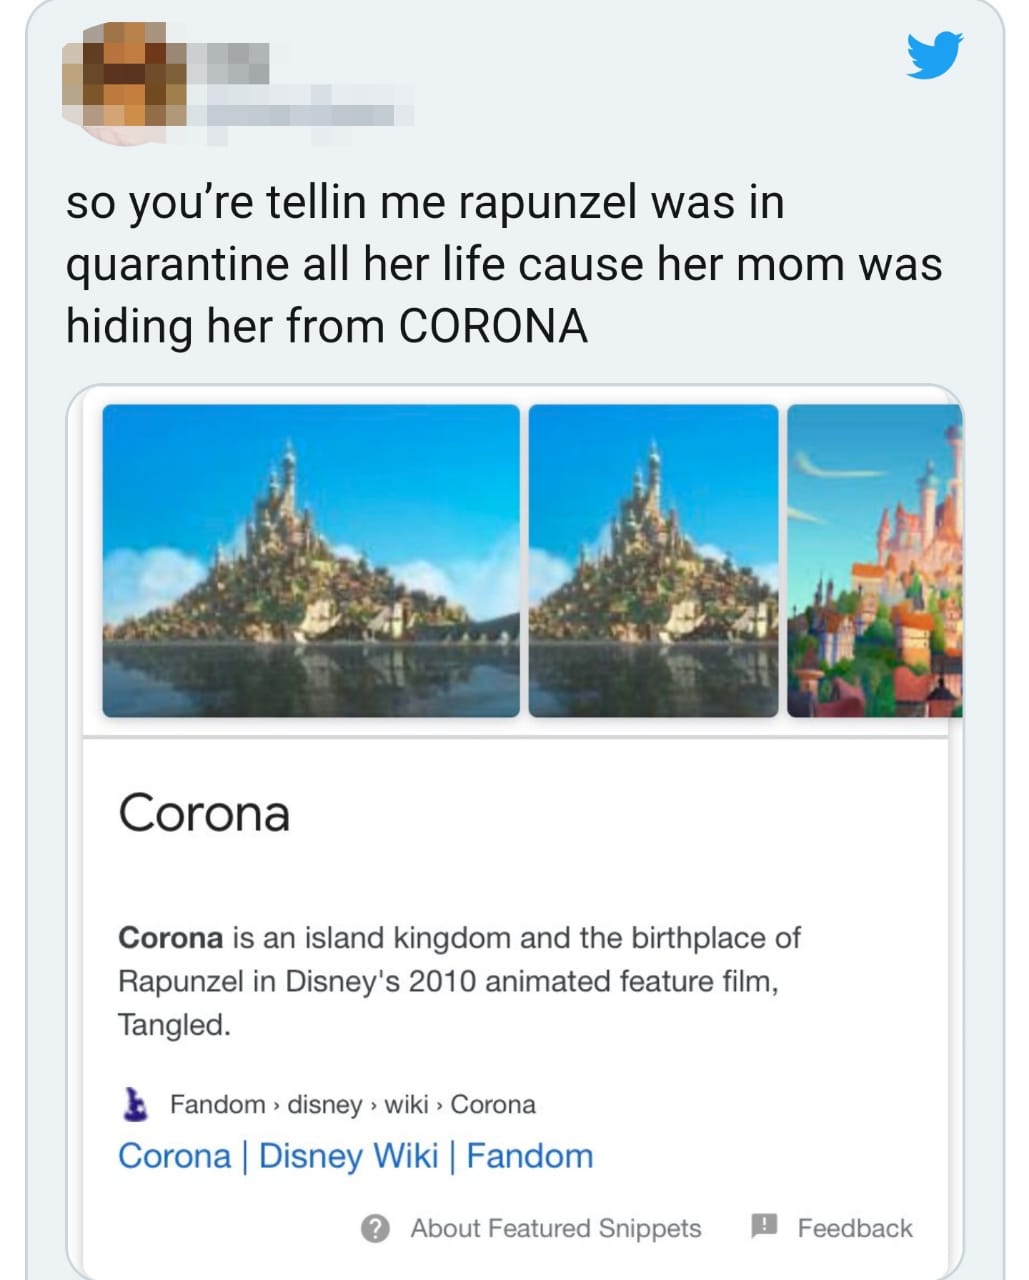 so you’re tellin me rapunzel was in
quarantine all her life cause her mom was
hiding her from CORONA
Corona
Corona is an island kingdom and the birthplace of
Rapunzel in Disney's 2010 animated feature film,
Tangled.
Fandom › disney › wiki › Corona
Corona | Disney Wiki | Fandom
About Featured Snippets Feedback